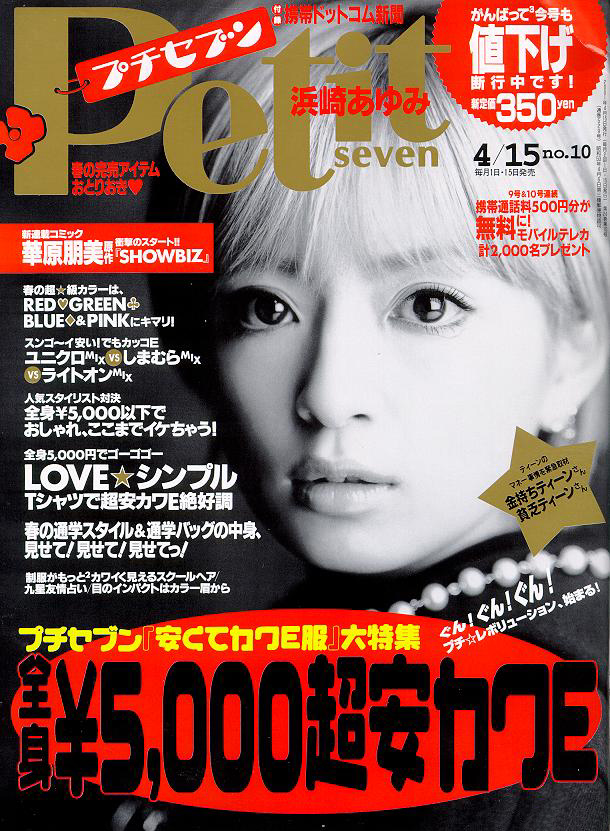 付録 携帯ドットコム新聞
プチセブン
Petit
seven
浜崎あゆみ
がんばって³今号も
値下げ
断行中です!
新定価350yen
4/15no.10
毎月1日・15日発売
春の完売アイテム
おとりおき♥
9号&10号連続
携帯通話料500円分が
無料に!モバイルテレカ
計2,000名プレゼント
新連載コミック 衝撃のスタート!!
華原朋美原作『SHOWBIZ』
春の超★級カラーは、
RED♥GREEN♣
BLUE♦&PINKにキマリ!
スンゴ〜イ安い!でもカッコE
ユニクロMixVSしまむらMix
VSライトオンMix
人気スタイリスト対決
全身¥5,000以下で
おしゃれ、ここまでイケちゃう!
全身5,000円でゴーゴゴー
LOVE★シンプル
Tシャツで超安カワE絶好調
春の通学スタイル&通学バッグの中身、
見せて!見せて!見せてっ!
制服がもっと²カワイく見えるスクールヘア/
九星友情占い/目のインパクトはカラー眉から
ティーンの
マネー事情を緊急取材
金持ちティーンさん
貧乏ティーンさん
ぐん!ぐん!ぐん!
プチ☆レボリューション、始まる!
プチセブン『安くてカワE服』大特集
全身¥5,000超安カワE